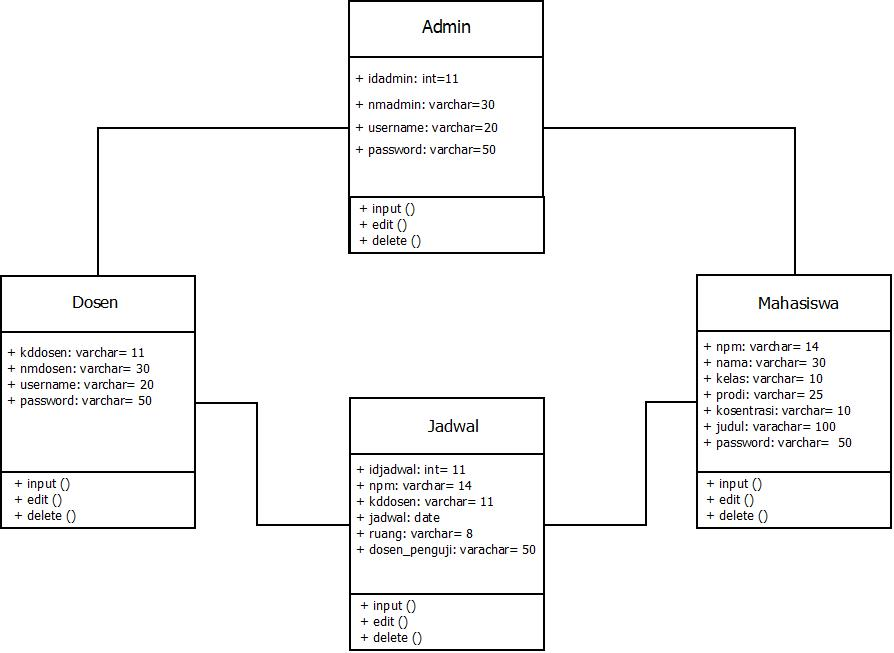 Admin
+ idadmin: int=11
+ nmadmin: varchar=30
+ username: varchar=20
+ password: varchar=50
+ input ()
+ edit ()
+ delete ()
Dosen
+ kddosen: varchar= 11
+ nmdosen: varchar= 30
+ username: varchar= 20
+ password: varchar= 50
+ input ()
+ edit ()
+ delete ()
Jadwal
+ idjadwal: int= 11
+ npm: varchar= 14
+ kddosen: varchar= 11
+ jadwal: date
+ ruang: varchar= 8
+ dosen_penguji: varachar= 50
+ input ()
+ edit ()
+ delete ()
Mahasiswa
+ npm: varchar= 14
+ nama: varchar= 30
+ kelas: varchar= 10
+ prodi: varchar= 25
+ kosentrasi: varchar= 10
+ judul: varachar= 100
+ password: varchar= 50
+ input ()
+ edit ()
+ delete ()